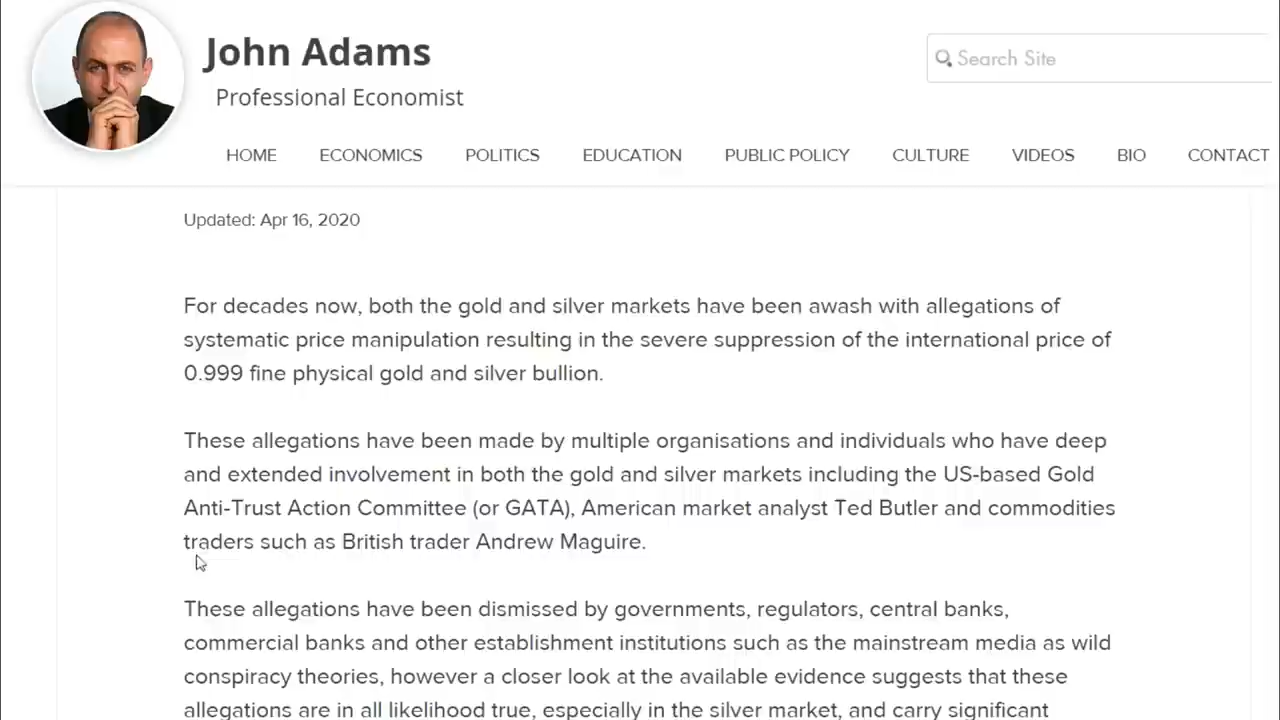 John Adams
Professional Economist
Search Site
HOME ECONOMICS POLITICS EDUCATION PUBLIC POLICY CULTURE VIDEOS BIO CONTACT
Updated: Apr 16, 2020
For decades now, both the gold and silver markets have been awash with allegations of
systematic price manipulation resulting in the severe suppression of the international price of
0.999 fine physical gold and silver bullion.
These allegations have been made by multiple organisations and individuals who have deep
and extended involvement in both the gold and silver markets including the US-based Gold
Anti-Trust Action Committee (or GATA), American market analyst Ted Butler and commodities
traders such as British trader Andrew Maguire.
These allegations have been dismissed by governments, regulators, central banks,
commercial banks and other establishment institutions such as the mainstream media as wild
conspiracy theories, however a closer look at the available evidence suggests that these
allegations are in all likelihood true, especially in the silver market, and carry significant